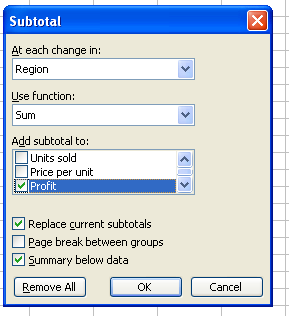 Subtotal
At each change in:
Region
Use function:
Sum
Add subtotal to:
Units sold
Price per unit
Profit
Replace current subtotals
Page break between groups
Summary below data
Remove All OK Cancel